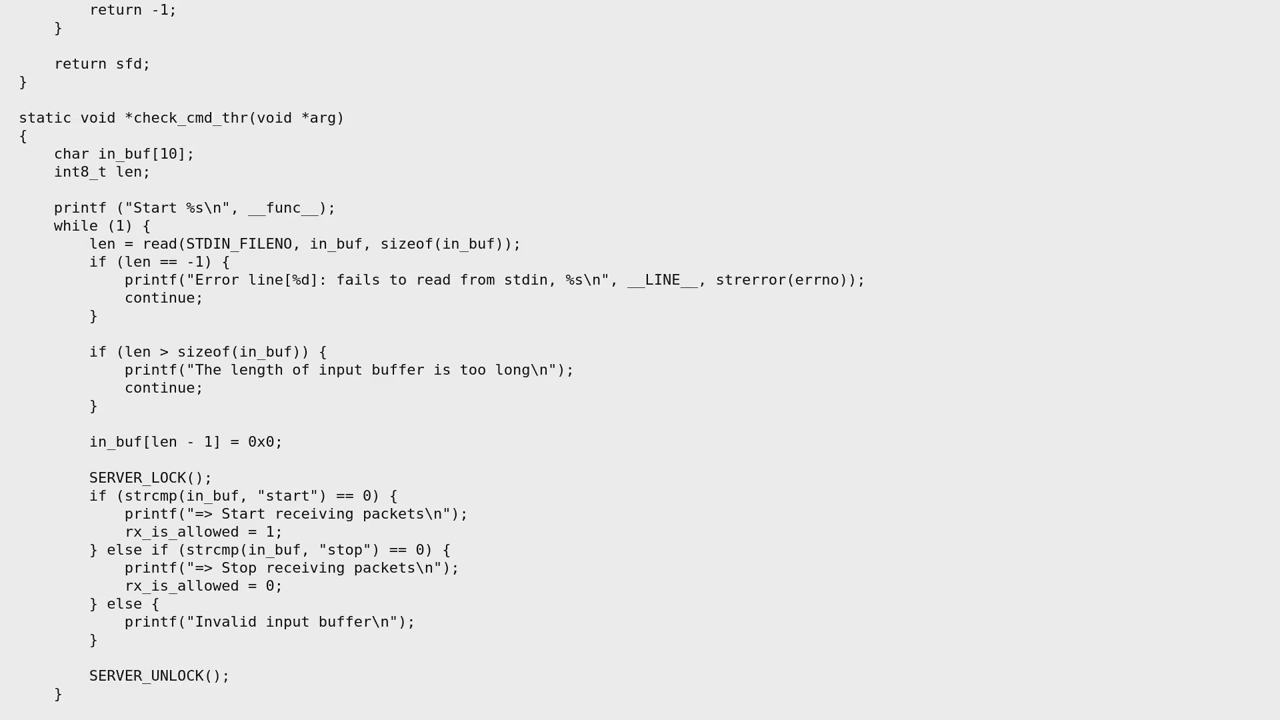 return -1;
    }

    return sfd;
}

static void *check_cmd_thr(void *arg)
{
    char in_buf[10];
    int8_t len;

    printf ("Start %s\n", __func__);
    while (1) {
        len = read(STDIN_FILENO, in_buf, sizeof(in_buf));
        if (len == -1) {
            printf("Error line[%d]: fails to read from stdin, %s\n", __LINE__, strerror(errno));
            continue;
        }

        if (len > sizeof(in_buf)) {
            printf("The length of input buffer is too long\n");
            continue;
        }

        in_buf[len - 1] = 0x0;

        SERVER_LOCK();
        if (strcmp(in_buf, "start") == 0) {
            printf("=> Start receiving packets\n");
            rx_is_allowed = 1;
        } else if (strcmp(in_buf, "stop") == 0) {
            printf("=> Stop receiving packets\n");
            rx_is_allowed = 0;
        } else {
            printf("Invalid input buffer\n");
        }

        SERVER_UNLOCK();
    }